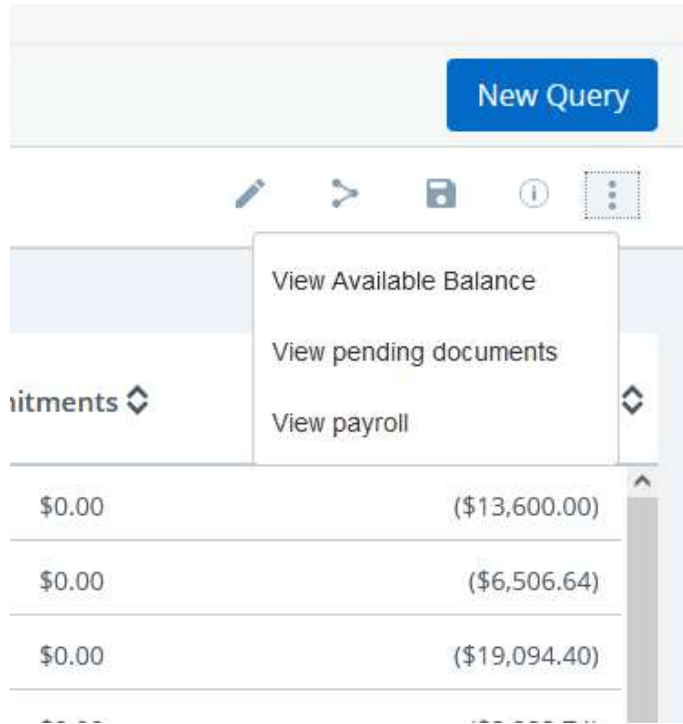 New Query
View Available Balance
View pending documents
View payroll
nitments
$0.00 ($13,600.00)
$0.00 ($6,506.64)
$0.00 ($19,094.40)